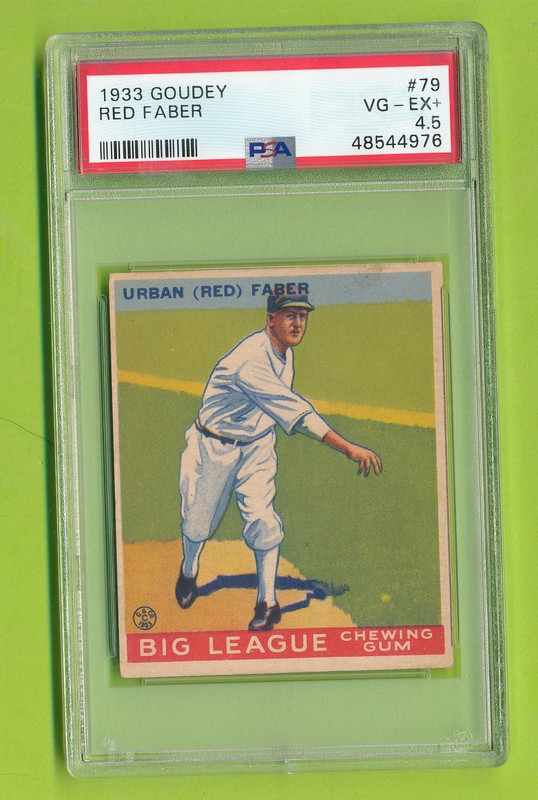 1933 GOUDEY
RED FABER
#79
VG – EX+
4.5
48544976
PSA
URBAN (RED) FABER
BIG LEAGUE CHEWING GUM